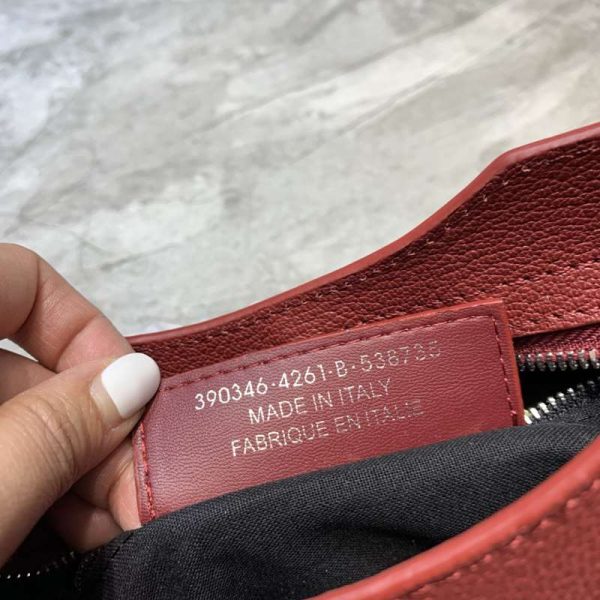 390346·4261·B·538735
MADE IN ITALY
FABRIQUE EN ITALIE